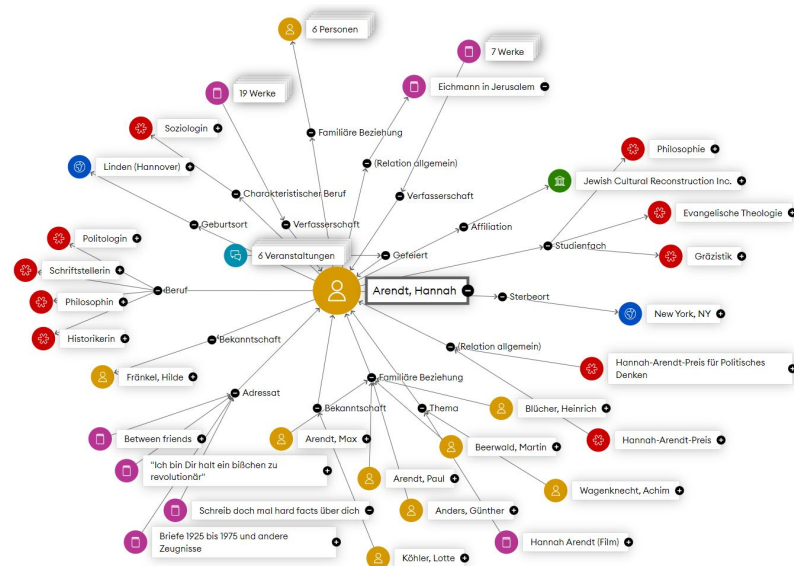 6 Personen
7 Werke
19 Werke
Eichmann in Jerusalem
Soziologin
Familiäre Beziehung
Philosophie
Linden (Hannover)
(Relation allgemein)
Jewish Cultural Reconstruction Inc.
Charakteristischer Beruf
Verfasserschaft
Evangelische Theologie
Geburtsort
Verfasserschaft
Affiliation
Politologin
Studienfach
6 Veranstaltungen
Gefeiert
Gräzistik
Schriftstellerin
Beruf
Arendt, Hannah
Sterbeort
Philosophin
New York, NY
Historikerin
Bekanntschaft
(Relation allgemein)
Hannah-Arendt-Preis für Politisches
Denken
Fränkel, Hilde
Familiäre Beziehung
Adressat
Bekanntschaft
Thema
Blücher, Heinrich
Between friends
Arendt, Max
Beerwald, Martin
Hannah-Arendt-Preis
"Ich bin Dir halt ein bißchen zu
revolutionär"
Arendt, Paul
Wagenknecht, Achim
Schreib doch mal hard facts über dich
Anders, Günther
Briefe 1925 bis 1975 und andere
Zeugnisse
Hannah Arendt (Film)
Köhler, Lotte